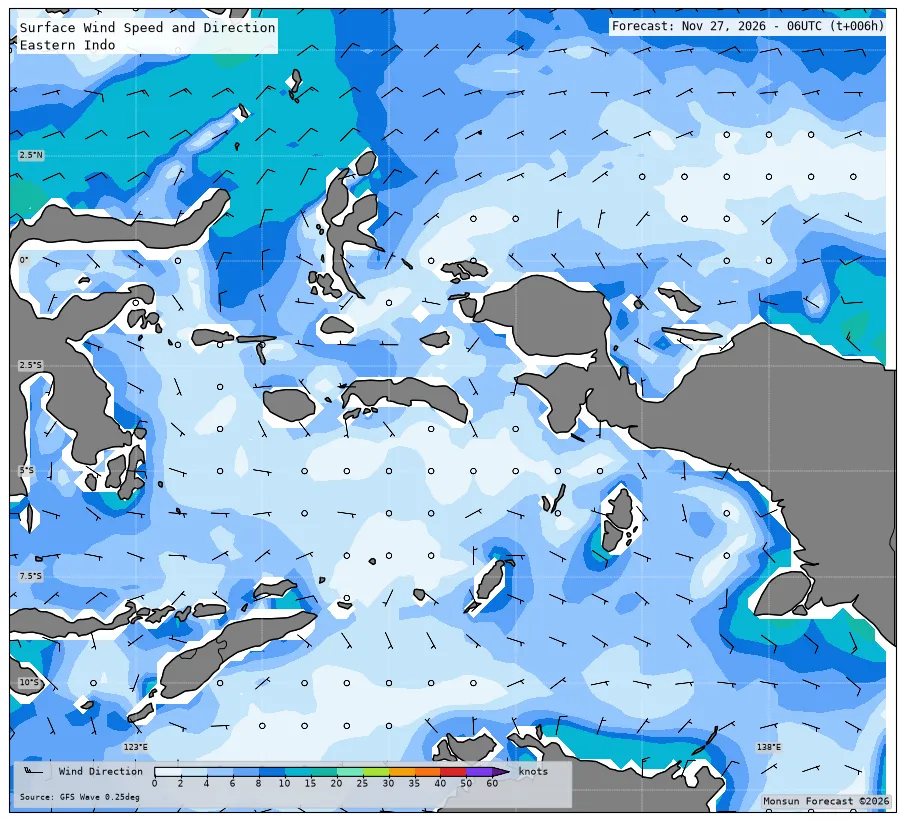 Surface Wind Speed and Direction
Eastern Indo
Forecast: Nov 27, 2026 - 06UTC (t+006h)
2.5°N
0°
2.5°S
5°S
7.5°S
10°S
123°E
138°E
Wind Direction
0 2 4 6 8 10 15 20 25 30 35 40 50 60
knots
Source: GFS Wave 0.25deg
Monsun Forecast ©2026